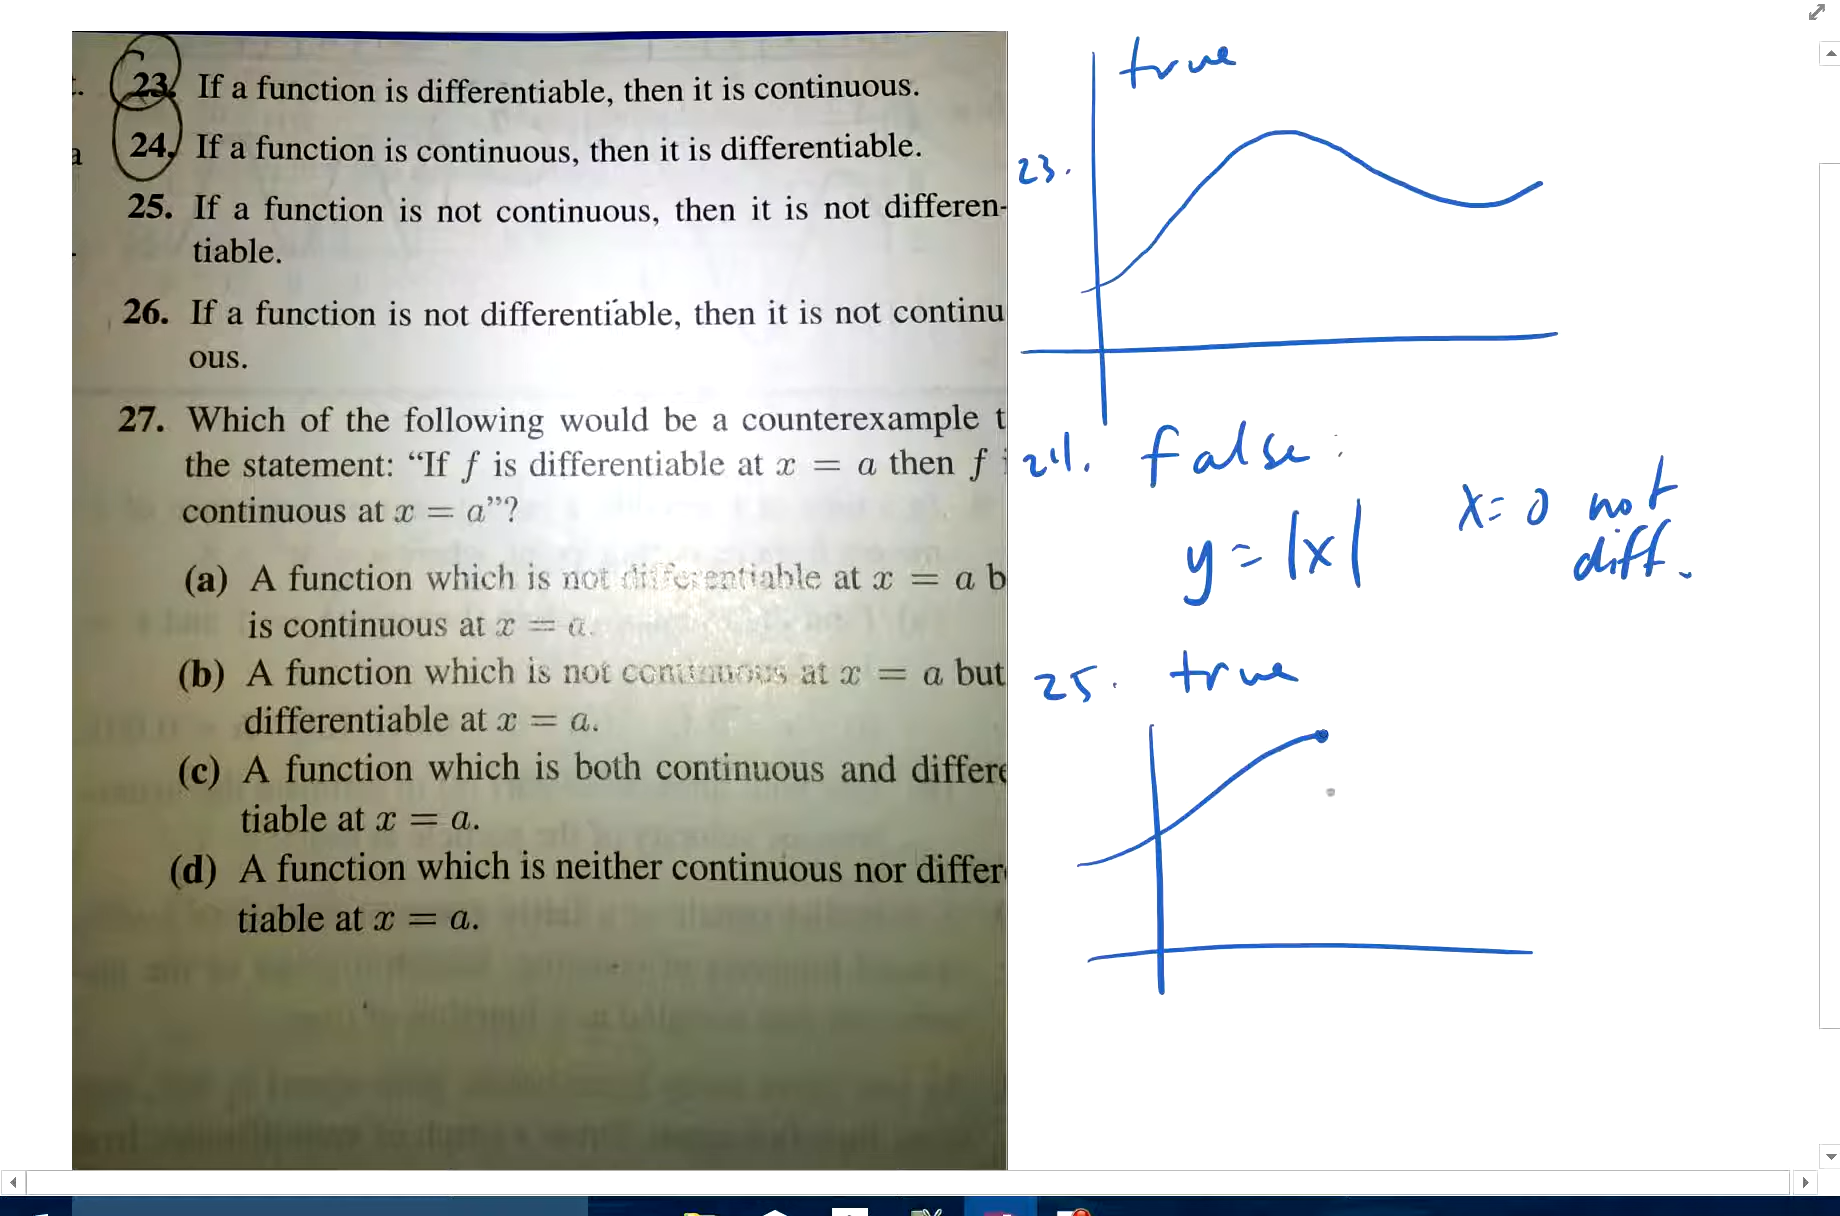 23. If a function is differentiable, then it is continuous.
24. If a function is continuous, then it is differentiable.
25. If a function is not continuous, then it is not differen-
tiable.
26. If a function is not differentiable, then it is not continu
ous.
27. Which of the following would be a counterexample t
the statement: “If f is differentiable at x = a then f
continuous at x = a”?
(a) A function which is not differentiable at x = a b
is continuous at x = a.
(b) A function which is not continuous at x = a but
differentiable at x = a.
(c) A function which is both continuous and differe
tiable at x = a.
(d) A function which is neither continuous nor differ
tiable at x = a.
true
23.
24. false:
y = |x|
x = 0 not
diff.
25. true